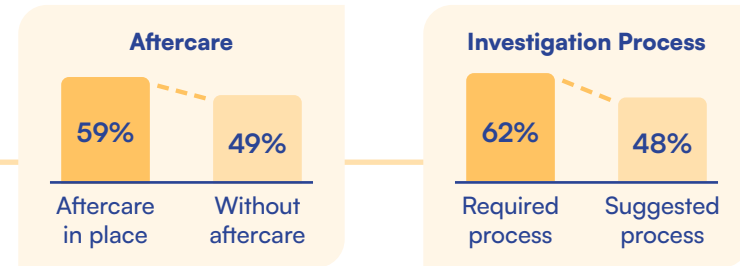 Aftercare
59%
49%
Aftercare
in place
Without
aftercare
Investigation Process
62%
48%
Required
process
Suggested
process